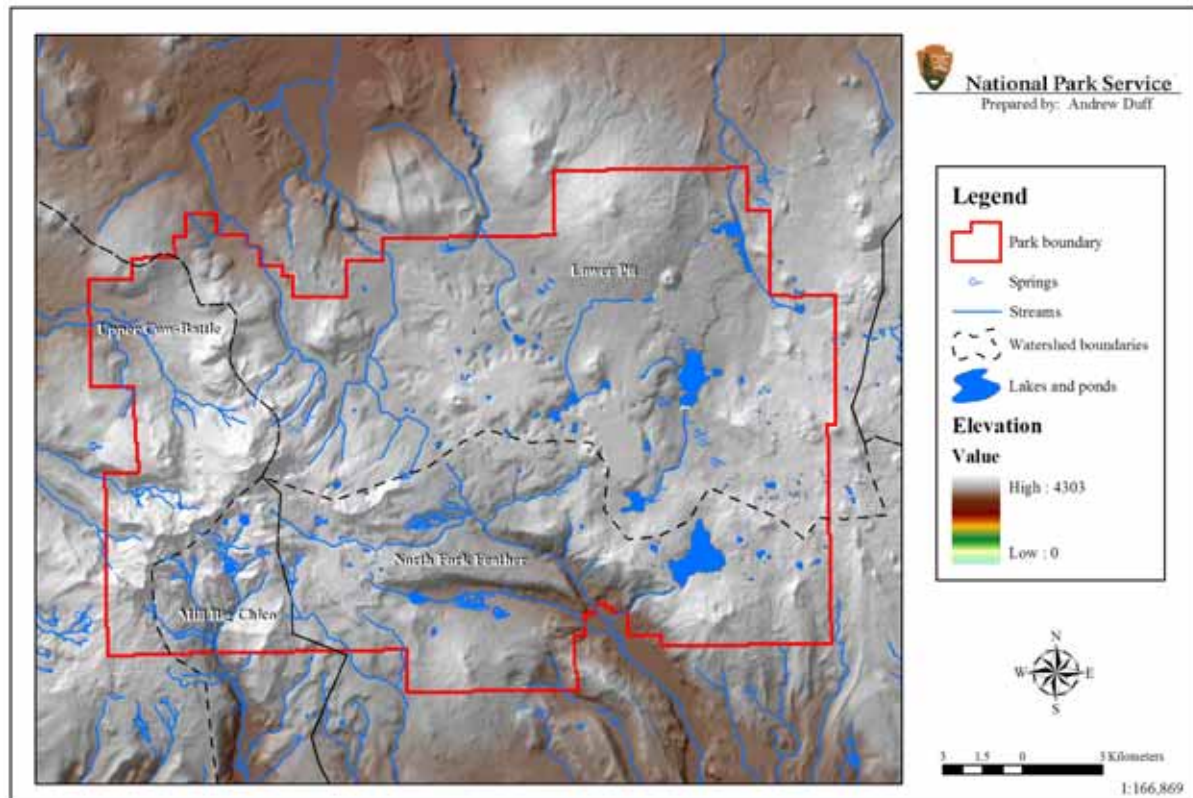 National Park Service
Prepared by: Andrew Duff
Legend
Park boundary
Springs
Streams
Watershed boundaries
Lakes and ponds
Elevation
Value
High : 4303
Low : 0
Lower Pit
Upper Cow-Battle
North Fork Feather
Mill Big Chico
N
W E
S
3 1.5 0 3 Kilometers
1:166,869